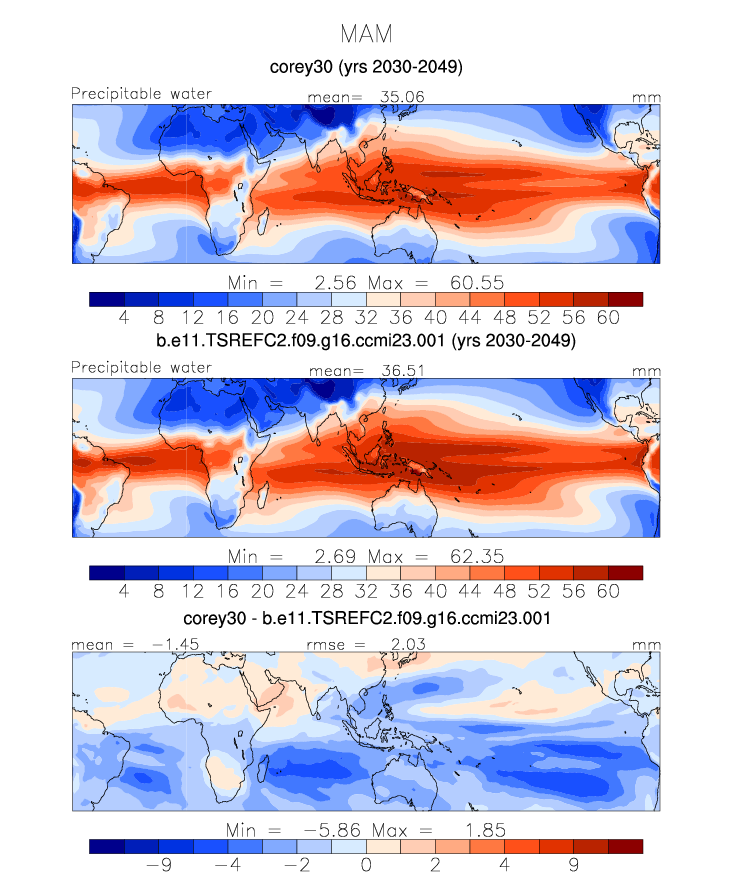 MAM
corey30 (yrs 2030-2049)
Precipitable water mean= 35.06 mm
Min = 2.56 Max = 60.55
4 8 12 16 20 24 28 32 36 40 44 48 52 56 60
b.e11.TSREFC2.f09.g16.ccmi23.001 (yrs 2030-2049)
Precipitable water mean= 36.51 mm
Min = 2.69 Max = 62.35
4 8 12 16 20 24 28 32 36 40 44 48 52 56 60
corey30 - b.e11.TSREFC2.f09.g16.ccmi23.001
mean = -1.45 rmse = 2.03 mm
Min = -5.86 Max = 1.85
-9 -4 -2 0 2 4 9